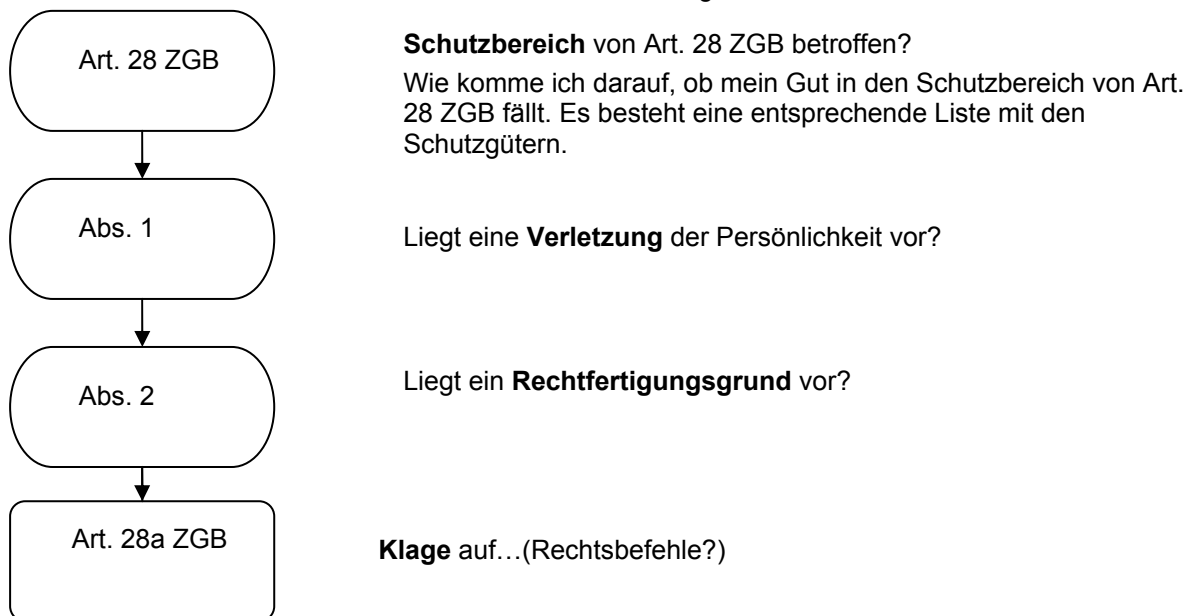 Art. 28 ZGB
Schutzbereich von Art. 28 ZGB betroffen?
Wie komme ich darauf, ob mein Gut in den Schutzbereich von Art.
28 ZGB fällt. Es besteht eine entsprechende Liste mit den
Schutzgütern.
Abs. 1
Liegt eine Verletzung der Persönlichkeit vor?
Abs. 2
Liegt ein Rechtfertigungsgrund vor?
Art. 28a ZGB
Klage auf…(Rechtsbefehle?)